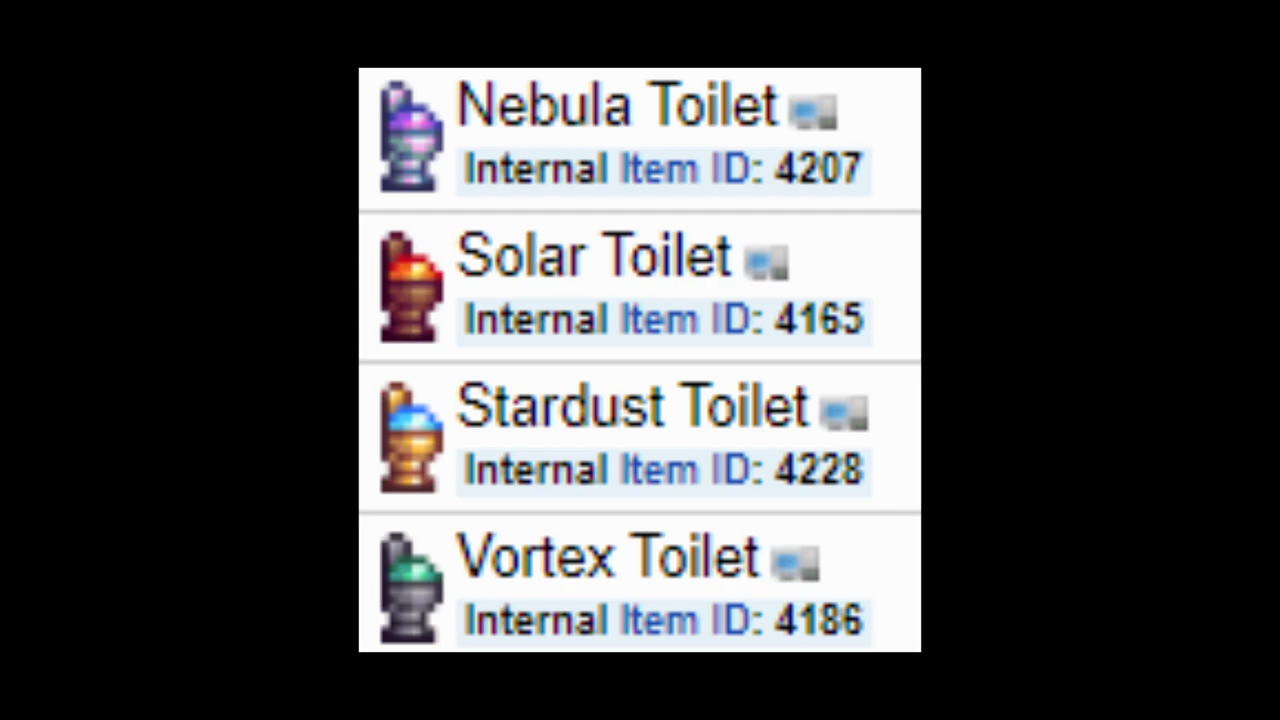 Nebula Toilet
Internal Item ID: 4207
Solar Toilet
Internal Item ID: 4165
Stardust Toilet
Internal Item ID: 4228
Vortex Toilet
Internal Item ID: 4186